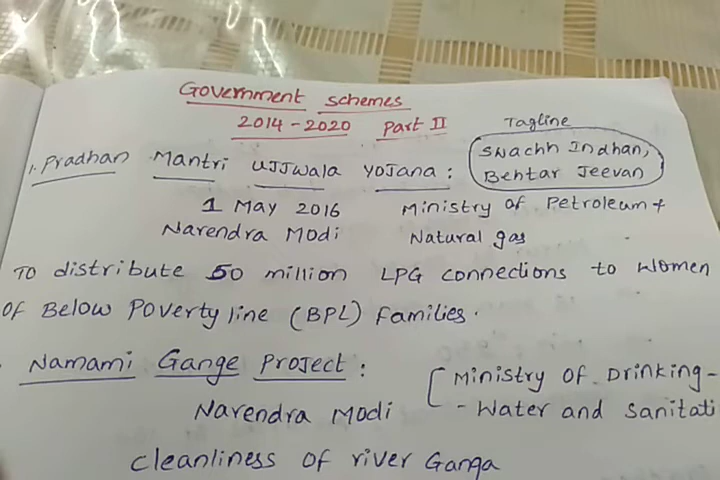 Government schemes
2014-2020 Part II
Tagline
1. Pradhan Mantri UJJwala YoJana :
Swachh Indhan,
Behtar Jeevan
1 May 2016 Ministry of Petroleum +
Narendra Modi Natural gas
To distribute 50 million LPG connections to Women
of Below Poverty line (BPL) families.
Namami Gange Project :
[Ministry of Drinking-
Narendra Modi - Water and Sanitati
cleanliness of river Ganga